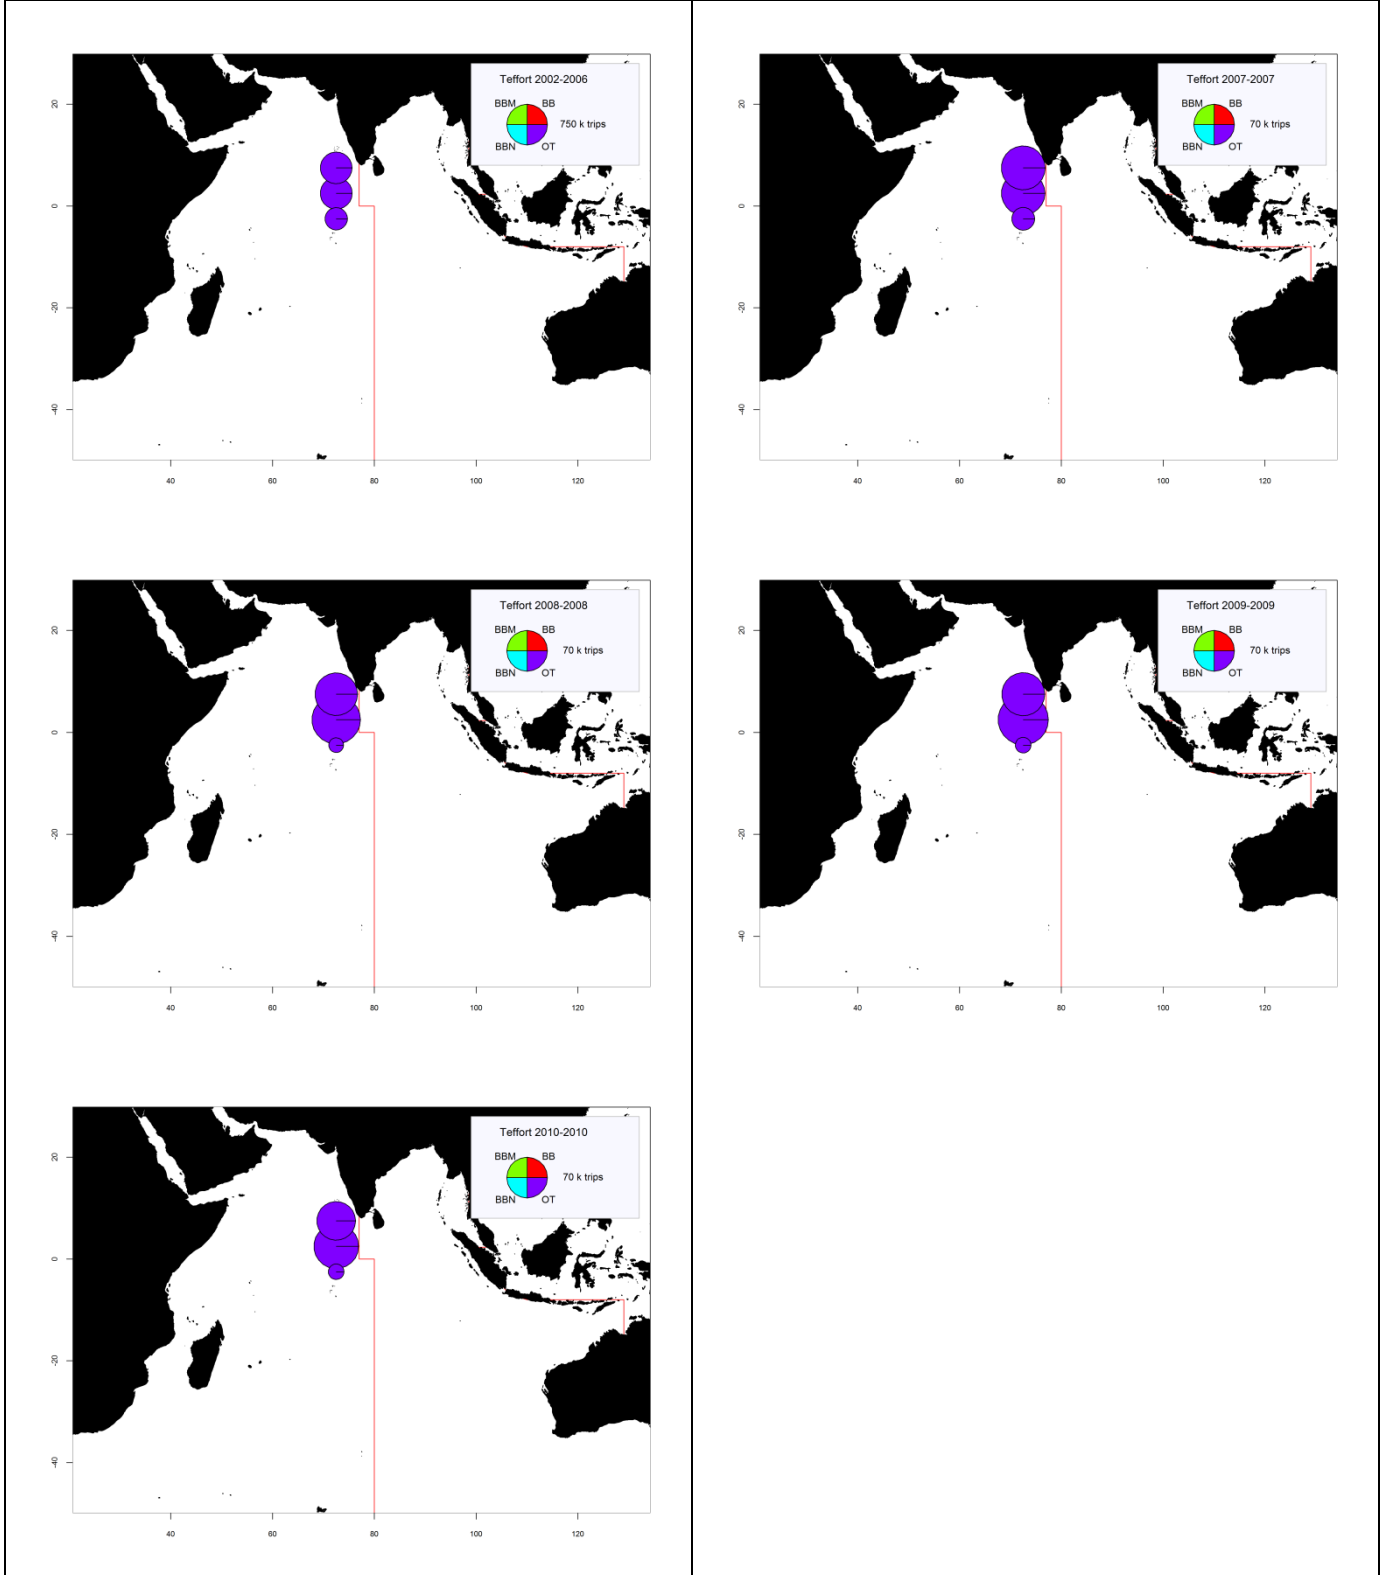 Teffort 2002-2006
BBM BB
750 k trips
BBN OT
20
0
-20
-40
40 60 80 100 120
Teffort 2007-2007
BBM BB
70 k trips
BBN OT
20
0
-20
-40
40 60 80 100 120
Teffort 2008-2008
BBM BB
70 k trips
BBN OT
20
0
-20
-40
40 60 80 100 120
Teffort 2009-2009
BBM BB
70 k trips
BBN OT
20
0
-20
-40
40 60 80 100 120
Teffort 2010-2010
BBM BB
70 k trips
BBN OT
20
0
-20
-40
40 60 80 100 120